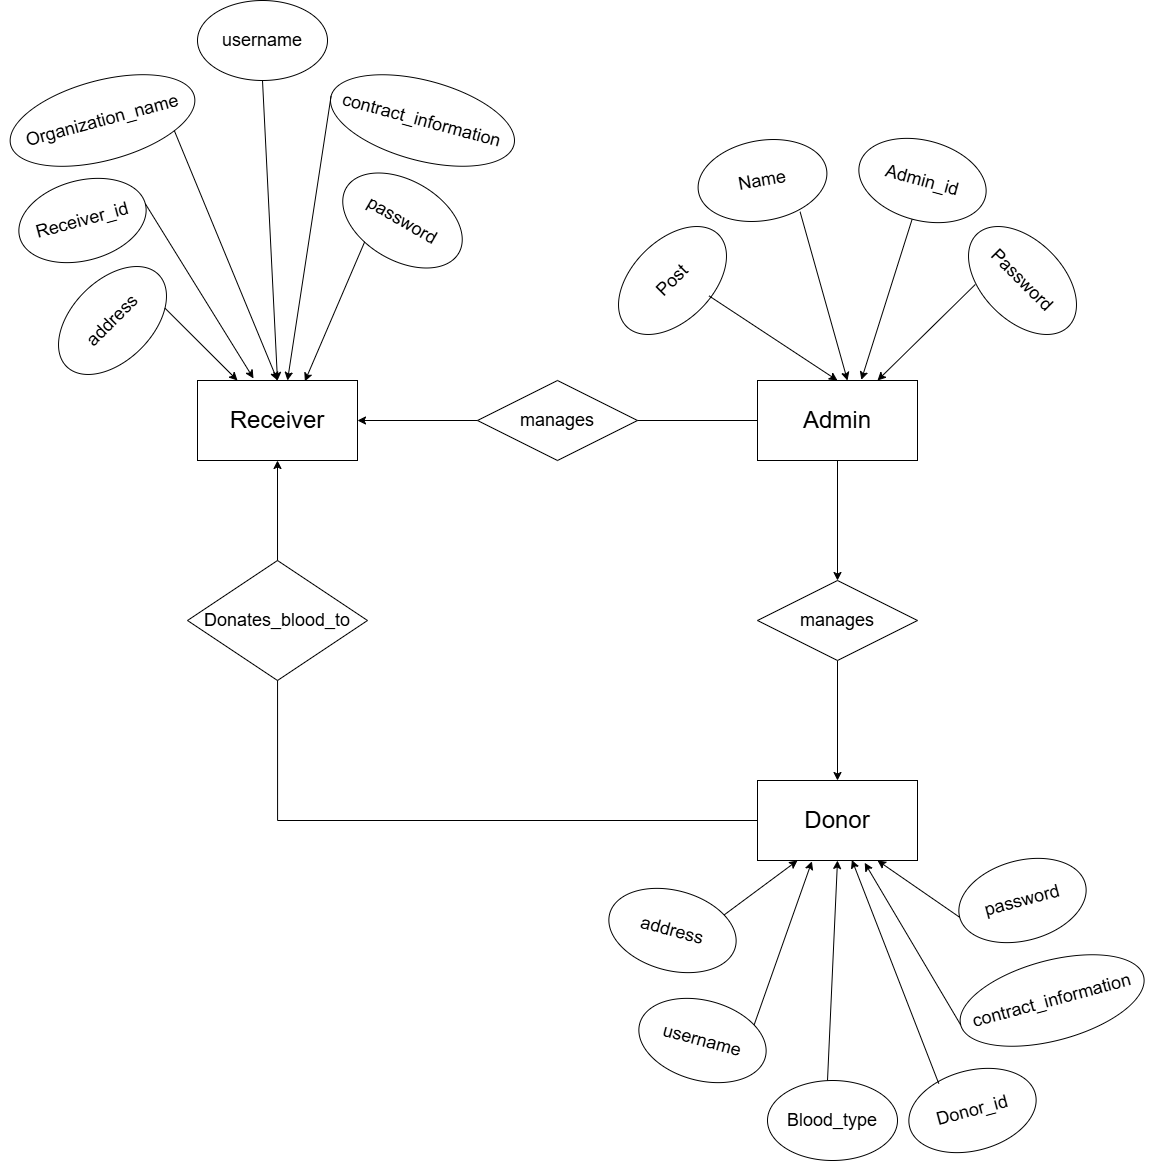 username
Organization_name
contract_information
Receiver_id
password
address
Name
Admin_id
Post
Password
Receiver
manages
Admin
Donates_blood_to
manages
Donor
address
password
username
contract_information
Blood_type
Donor_id